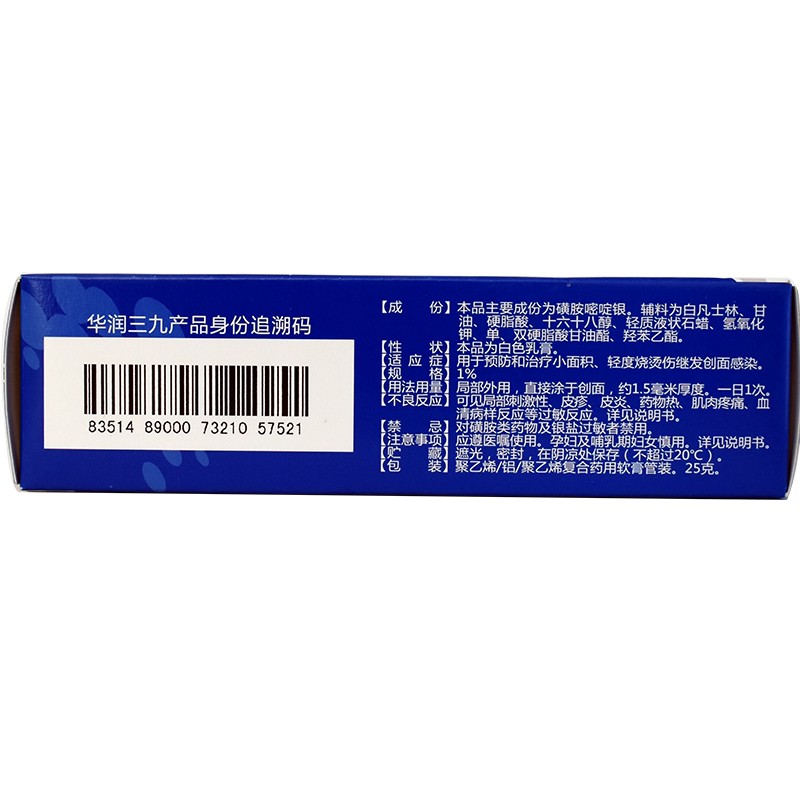 华润三九产品身份追溯码
83514 89000 73210 57521
【成　份】本品主要成份为磺胺嘧啶银。辅料为白凡士林、甘
油、硬脂酸、十六十八醇、轻质液状石蜡、氢氧化
钾、单、双硬脂酸甘油酯、羟苯乙酯。
【性　状】本品为白色乳膏。
【适 应 症】用于预防和治疗小面积、轻度烧烫伤继发创面感染。
【规　格】1%
【用法用量】局部外用，直接涂于创面，约1.5毫米厚度。一日1次。
【不良反应】可见局部刺激性、皮疹、皮炎、药物热、肌肉疼痛、血
清病样反应等过敏反应。详见说明书。
【禁　忌】对磺胺类药物及银盐过敏者禁用。
【注意事项】应遵医嘱使用。孕妇及哺乳期妇女慎用。详见说明书。
【贮　藏】遮光，密封，在阴凉处保存（不超过20℃）。
【包　装】聚乙烯/铝/聚乙烯复合药用软膏管装。25克。